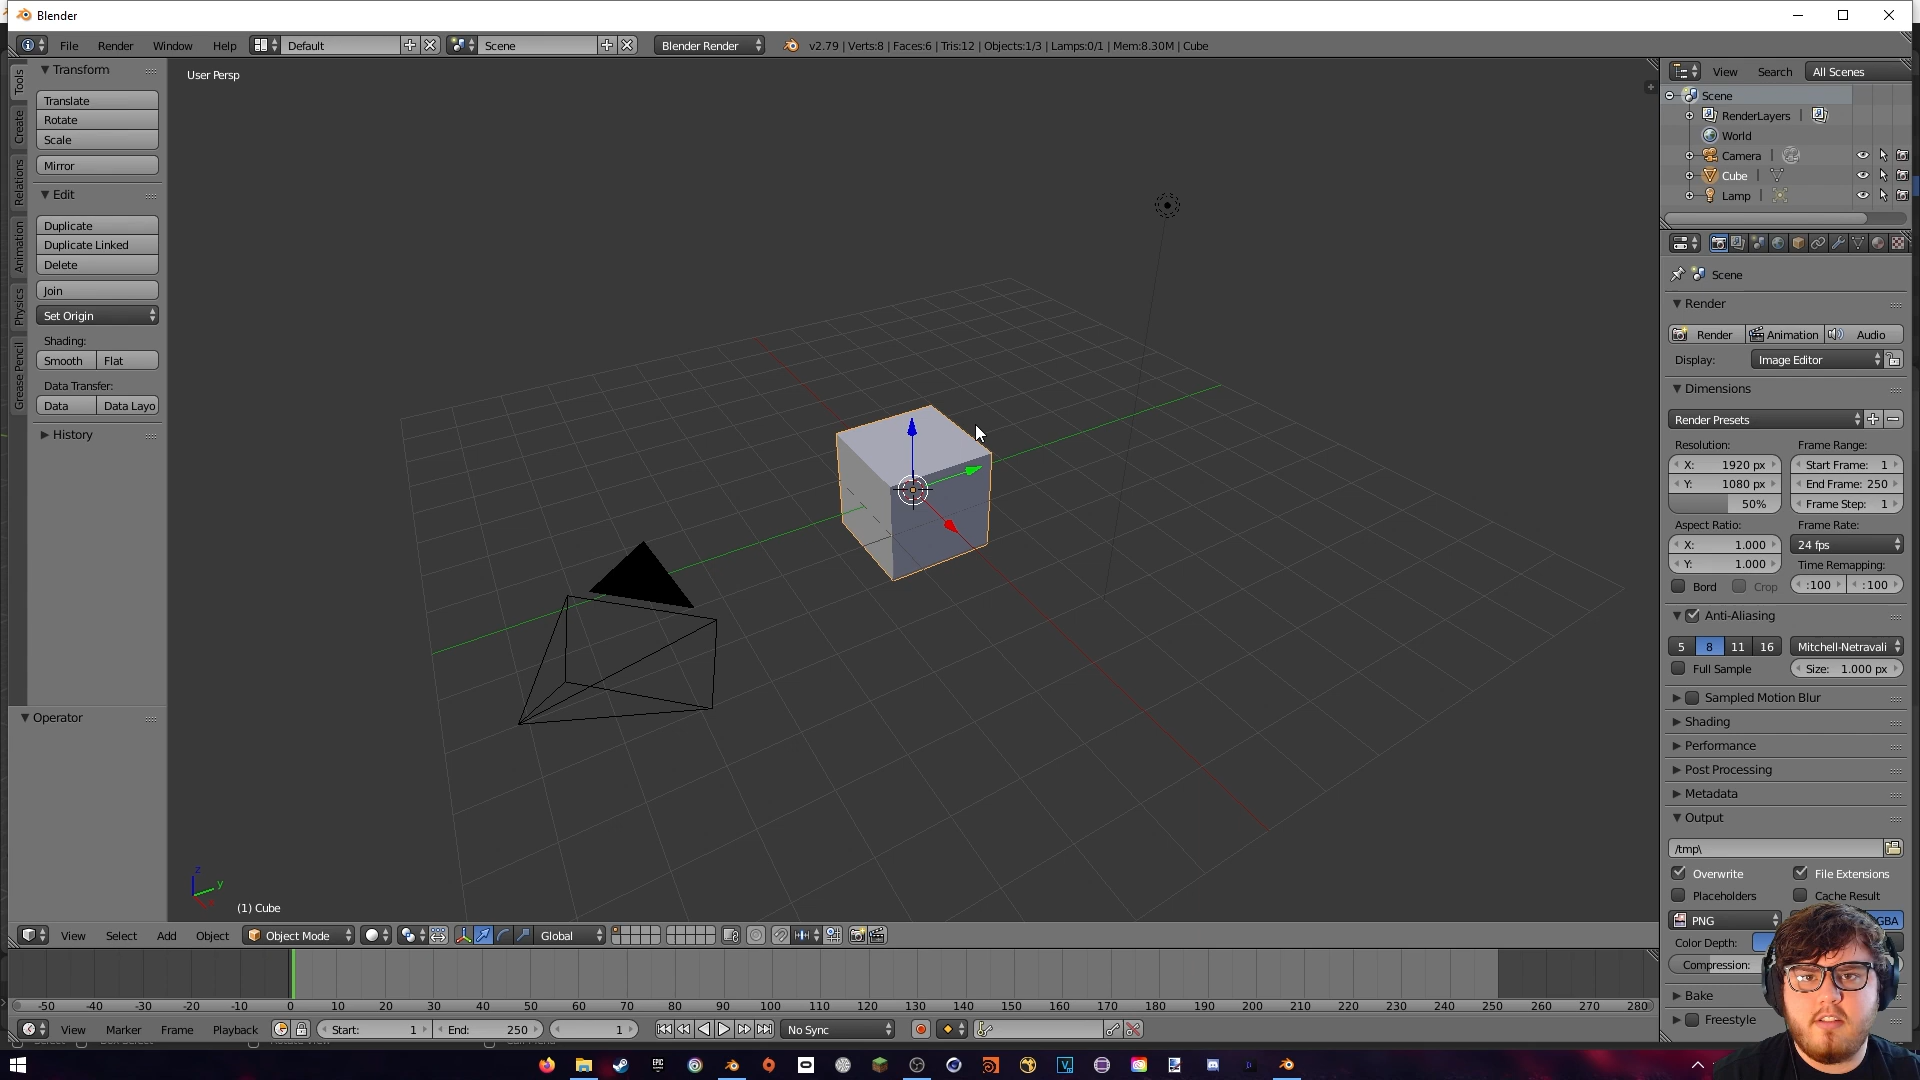 Blender
File Render Window Help Default Scene Blender Render v2.79 | Verts:8 | Faces:6 | Tris:12 | Objects:1/3 | Lamps:0/1 | Mem:8.30M | Cube
Tools
Create
Relations
Animation
Physics
Grease Pencil
Transform
Translate
Rotate
Scale
Mirror
Edit
Duplicate
Duplicate Linked
Delete
Join
Set Origin
Shading:
Smooth Flat
Data Transfer:
Data Data Layo
History
Operator
User Persp
z
y
(1) Cube
View Search All Scenes
Scene
RenderLayers
World
Camera
Cube
Lamp
Scene
Render
Render Animation Audio
Display: Image Editor
Dimensions
Render Presets
Resolution: Frame Range:
X: 1920 px Start Frame: 1
Y: 1080 px End Frame: 250
50% Frame Step: 1
Aspect Ratio: Frame Rate:
X: 1.000 24 fps
Y: 1.000 Time Remapping:
Bord Crop :100 :100
Anti-Aliasing
5 8 11 16 Mitchell-Netravali
Full Sample Size: 1.000 px
Sampled Motion Blur
Shading
Performance
Post Processing
Metadata
Output
/tmp\
Overwrite File Extensions
Placeholders Cache Result
PNG GBA
Color Depth:
Compression:
Bake
Freestyle
View Select Add Object Object Mode Global
-50 -40 -30 -20 -10 0 10 20 30 40 50 60 70 80 90 100 110 120 130 140 150 160 170 180 190 200 210 220 230 240 250 260 270 280
View Marker Frame Playback Start: 1 End: 250 1 No Sync
EPIC